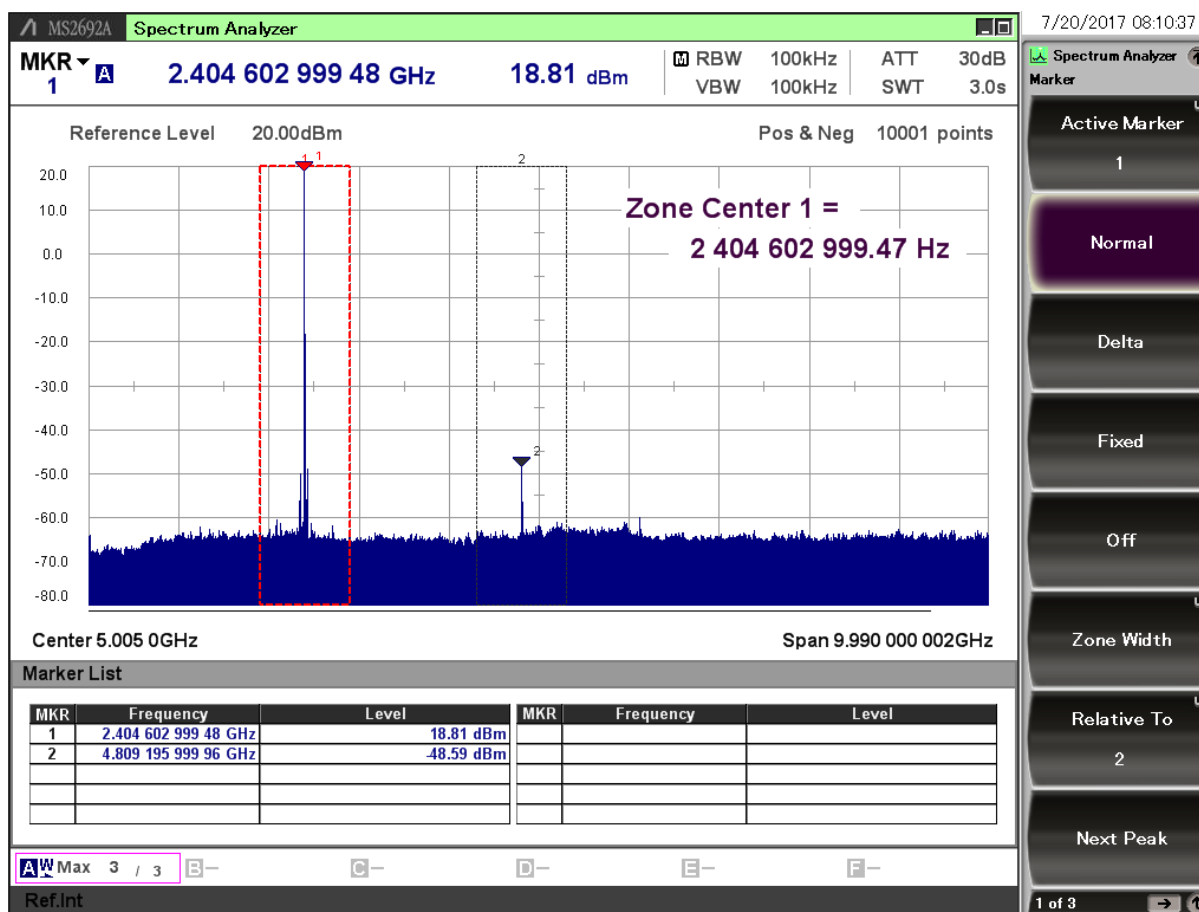 MS2692A Spectrum Analyzer
7/20/2017 08:10:37
MKR
1
A
2.404 602 999 48 GHz
18.81 dBm
M RBW 100kHz
VBW 100kHz
ATT 30dB
SWT 3.0s
Reference Level 20.00dBm
Pos & Neg 10001 points
1 1
2
20.0
10.0
0.0
-10.0
-20.0
-30.0
-40.0
-50.0
-60.0
-70.0
-80.0
Zone Center 1 =
2 404 602 999.47 Hz
2
Center 5.005 0GHz
Span 9.990 000 002GHz
Marker List
MKR Frequency Level MKR Frequency Level
1 2.404 602 999 48 GHz 18.81 dBm
2 4.809 195 999 96 GHz -48.59 dBm
A W Max 3 / 3 B- C- D- E- F-
Ref.Int
Spectrum Analyzer
Marker
Active Marker
1
Normal
Delta
Fixed
Off
Zone Width
Relative To
2
Next Peak
1 of 3